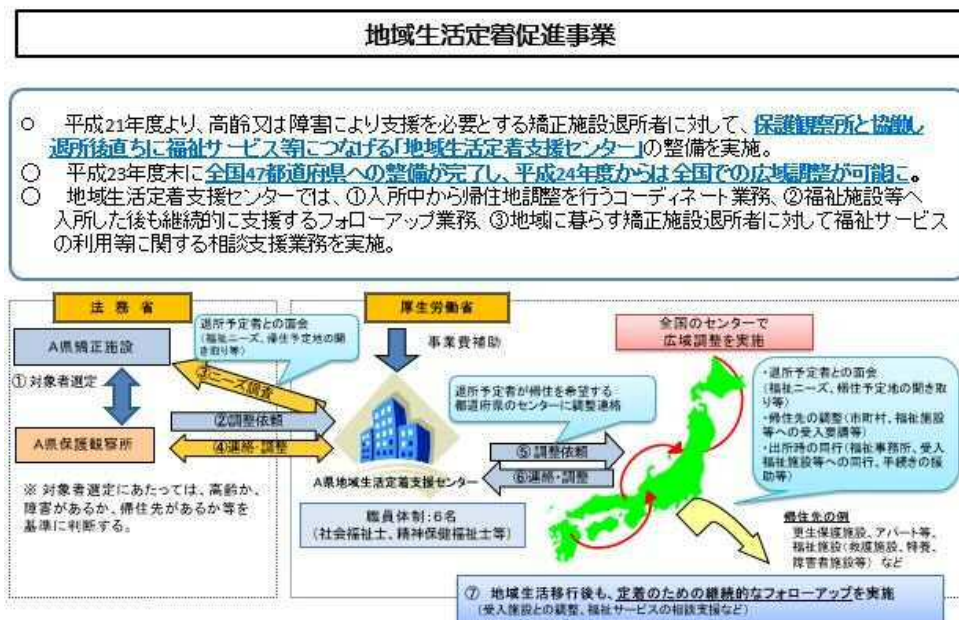 地域生活定着促進事業
○　平成21年度より、高齢又は障害により支援を必要とする矯正施設退所者に対して、保護観察所と協働し
退所後直ちに福祉サービス等につなげる「地域生活定着支援センター」の整備を実施。
○　平成23年度末に全国47都道府県への整備が完了し、平成24年度からは全国での広域調整が可能に。
○　地域生活定着支援センターでは、①入所中から帰住地調整を行うコーディネート業務、②福祉施設等へ
入所した後も継続的に支援するフォローアップ業務、③地域に暮らす矯正施設退所者に対して福祉サービス
の利用等に関する相談支援業務を実施。
法務省
A県矯正施設
①対象者選定
A県保護観察所
※ 対象者選定にあたっては、高齢か、
障害があるか、帰住先があるか等を
基準に判断する。
退所予定者との面会
(福祉ニーズ、帰住予定地の聞
き取り等)
③ニーズ調査
②調整依頼
④連絡・調整
厚生労働省
事業費補助
A県地域生活定着支援センター
職員体制:6名
(社会福祉士、精神保健福祉士等)
退所予定者が帰住を希望する
都道府県のセンターに調整連絡
⑤調整依頼
⑥連絡・調整
全国のセンターで
広域調整を実施
・退所予定者との面会
(福祉ニーズ、帰住予定地の聞き取
り等)
・帰住先の調整(市町村、福祉施設
等への受入要請等)
・出所時の同行(福祉事務所、受入
福祉施設等への同行、手続きの援
助等)
帰住先の例
更生保護施設、アパート等、
福祉施設(救護施設、特養、
障害者施設等) など
⑦ 地域生活移行後も、定着のための継続的なフォローアップを実施
(受入施設との調整、福祉サービスの相談支援など)